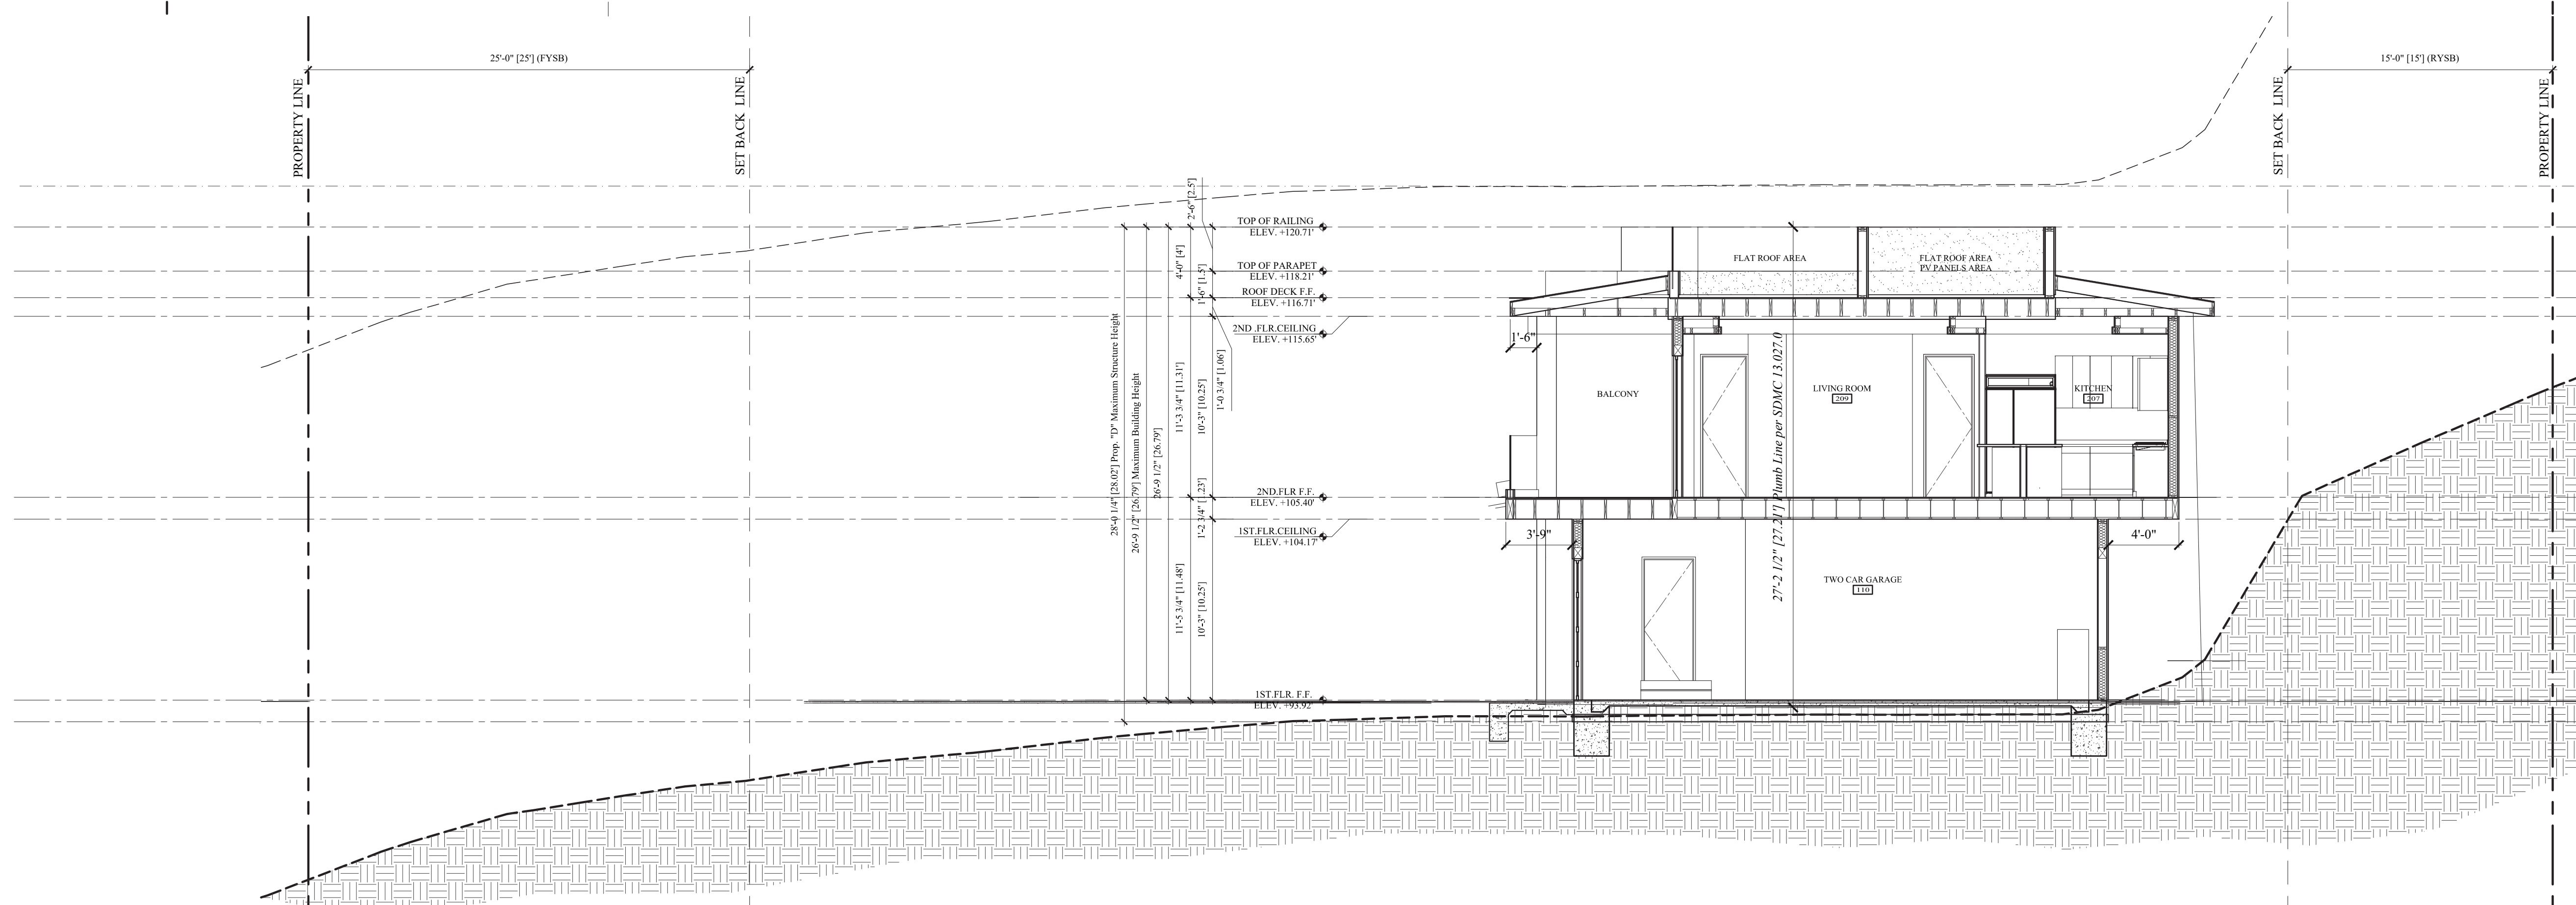 25'-0" [25'] (FYSB)
15'-0" [15'] (RYSB)
PROPERTY LINE
SET BACK LINE
SET BACK LINE
PROPERTY LINE
2'-6" [2.5']
TOP OF RAILING
ELEV. +120.71'
4'-0" [4']
1'-6" [1.5']
TOP OF PARAPET
ELEV. +118.21'
ROOF DECK F.F.
ELEV. +116.71'
2ND .FLR.CEILING
ELEV. +115.65'
FLAT ROOF AREA
FLAT ROOF AREA
PV PANELS AREA
28'-0 1/4" [28.02'] Prop. "D" Maximum Structure Height
26'-9 1/2" [26.79'] Maximum Building Height
26'-9 1/2" [26.79']
11'-3 3/4" [11.31']
10'-3" [10.25']
1'-0 3/4" [1.06']
1'-6"
BALCONY
LIVING ROOM
209
KITCHEN
207
27'-2 1/2" [27.21'] Plumb Line per SDMC 13.027.0
2ND.FLR F.F.
ELEV. +105.40'
1'-2 3/4" [1.23']
1ST.FLR.CEILING
ELEV. +104.17'
3'-9"
4'-0"
11'-5 3/4" [11.48']
10'-3" [10.25']
TWO CAR GARAGE
110
1ST.FLR. F.F.
ELEV. +93.92'